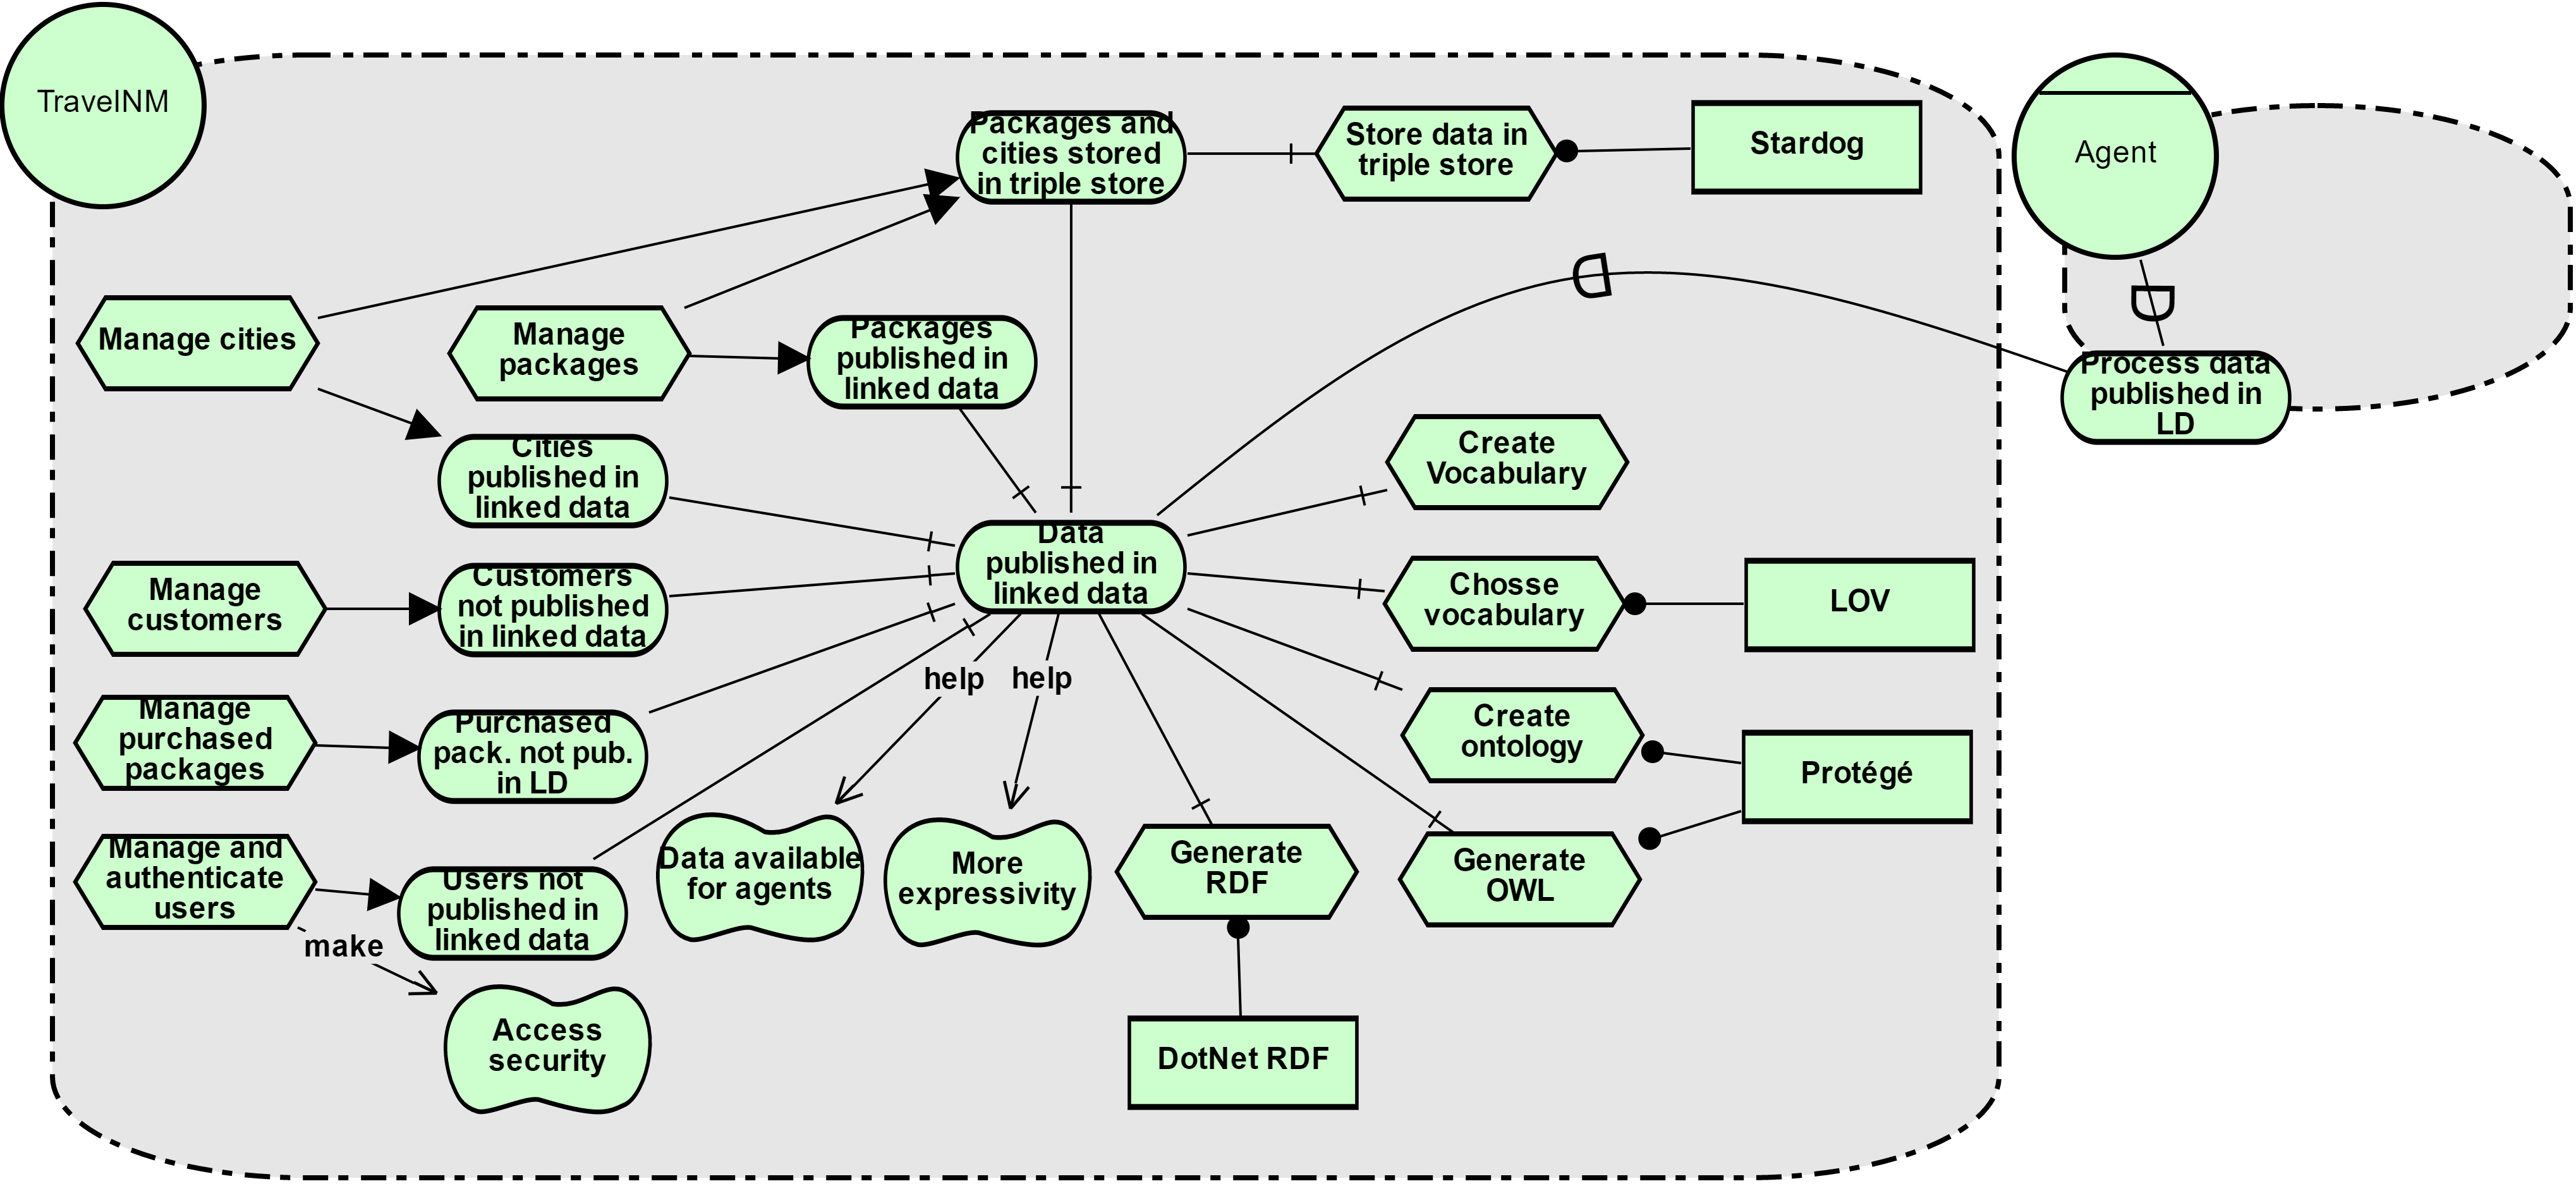 TravelNM
Agent
Packages and
cities stored
in triple store
Store data in
triple store
Stardog
Manage cities
Manage
packages
Packages
published in
linked data
Process data
published in
LD
Cities
published in
linked data
Create
Vocabulary
Data
published in
linked data
Manage
customers
Customers
not published
in linked data
Chosse
vocabulary
LOV
help
help
Manage
purchased
packages
Purchased
pack. not pub.
in LD
Create
ontology
Protégé
Manage and
authenticate
users
Users not
published in
linked data
Data available
for agents
More
expressivity
Generate
RDF
Generate
OWL
make
Access
security
DotNet RDF